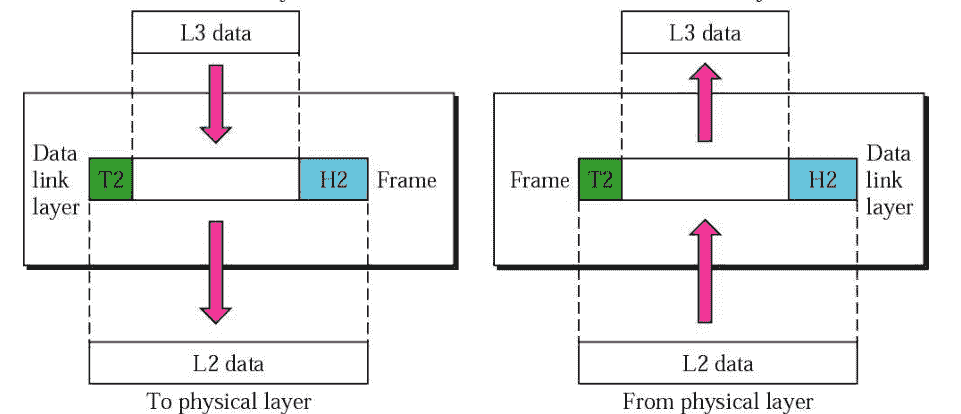 L3 data
Data
link
layer
T2
H2
Frame
L2 data
To physical layer
L3 data
Frame
T2
H2
Data
link
layer
L2 data
From physical layer